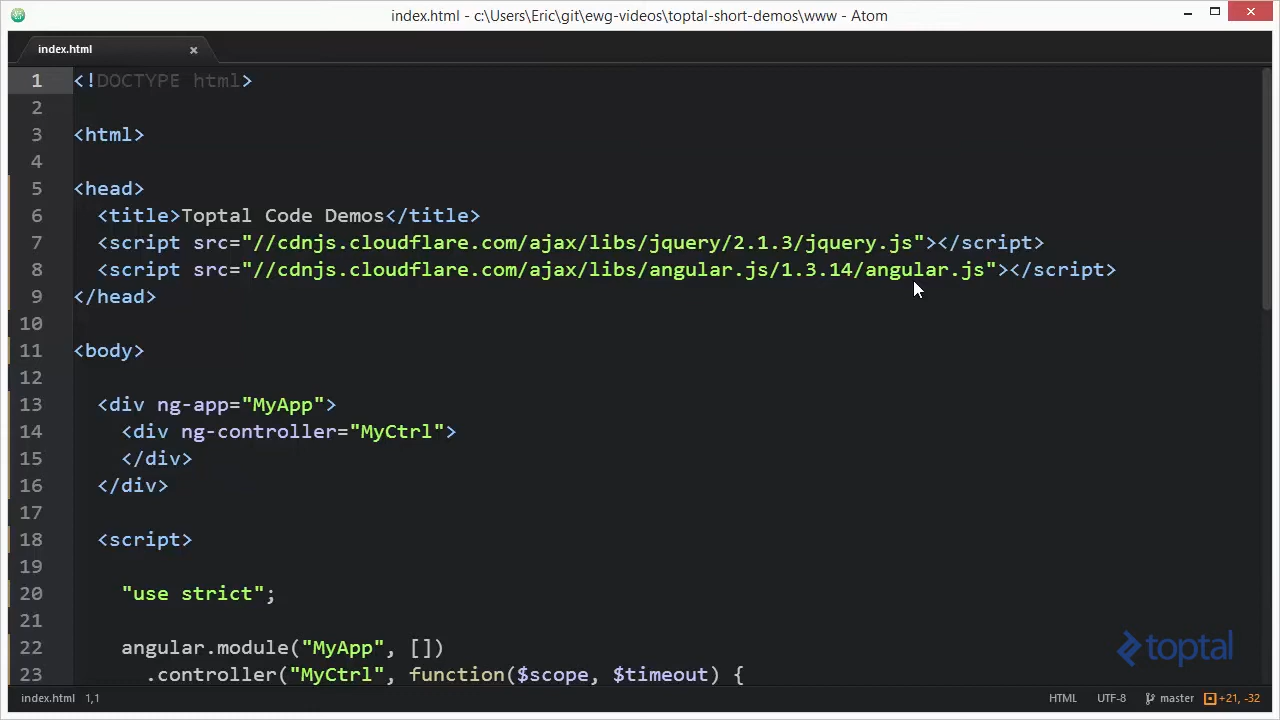 index.html - c:\Users\Eric\git\ewg-videos\toptal-short-demos\www - Atom
index.html
1 <!DOCTYPE html>
2
3 <html>
4
5 <head>
6 <title>Toptal Code Demos</title>
7 <script src="//cdnjs.cloudflare.com/ajax/libs/jquery/2.1.3/jquery.js"></script>
8 <script src="//cdnjs.cloudflare.com/ajax/libs/angular.js/1.3.14/angular.js"></script>
9 </head>
10
11 <body>
12
13 <div ng-app="MyApp">
14 <div ng-controller="MyCtrl">
15 </div>
16 </div>
17
18 <script>
19
20 "use strict";
21
22 angular.module("MyApp", [])
23 .controller("MyCtrl", function($scope, $timeout) {
toptal
index.html 1,1 HTML UTF-8 master +21, -32